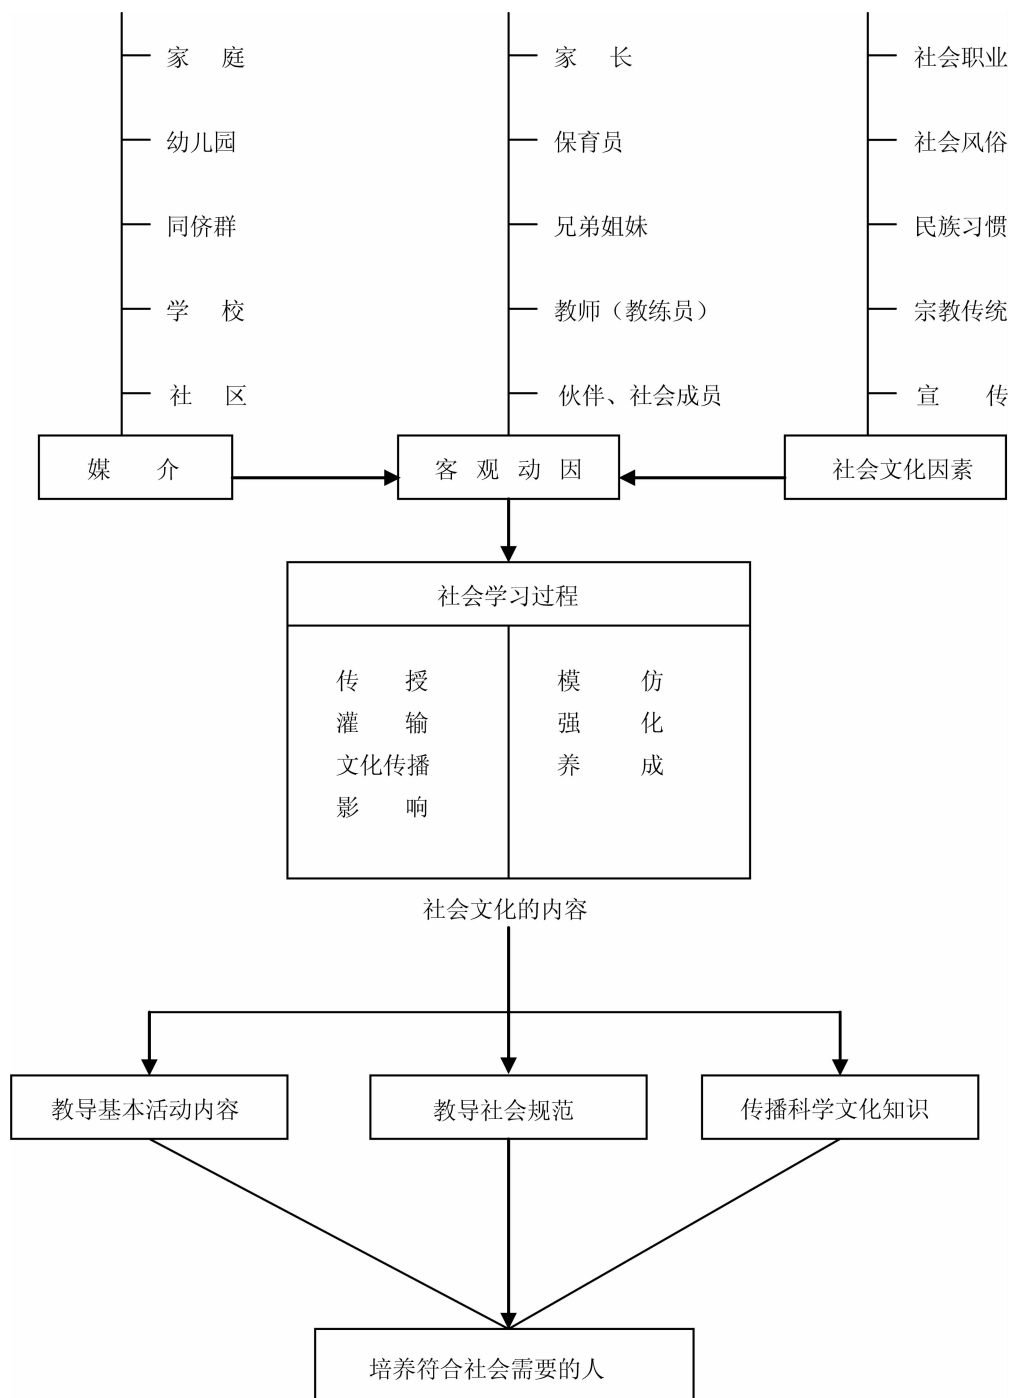 家 庭
幼儿园
同侪群
学 校
社 区
媒 介
家 长
保育员
兄弟姐妹
教师（教练员）
伙伴、社会成员
客 观 动 因
社会职业
社会风俗
民族习惯
宗教传统
宣 传
社会文化因素
社会学习过程
传 授
灌 输
文化传播
影 响
模 仿
强 化
养 成
社会文化的内容
教导基本活动内容
教导社会规范
传播科学文化知识
培养符合社会需要的人